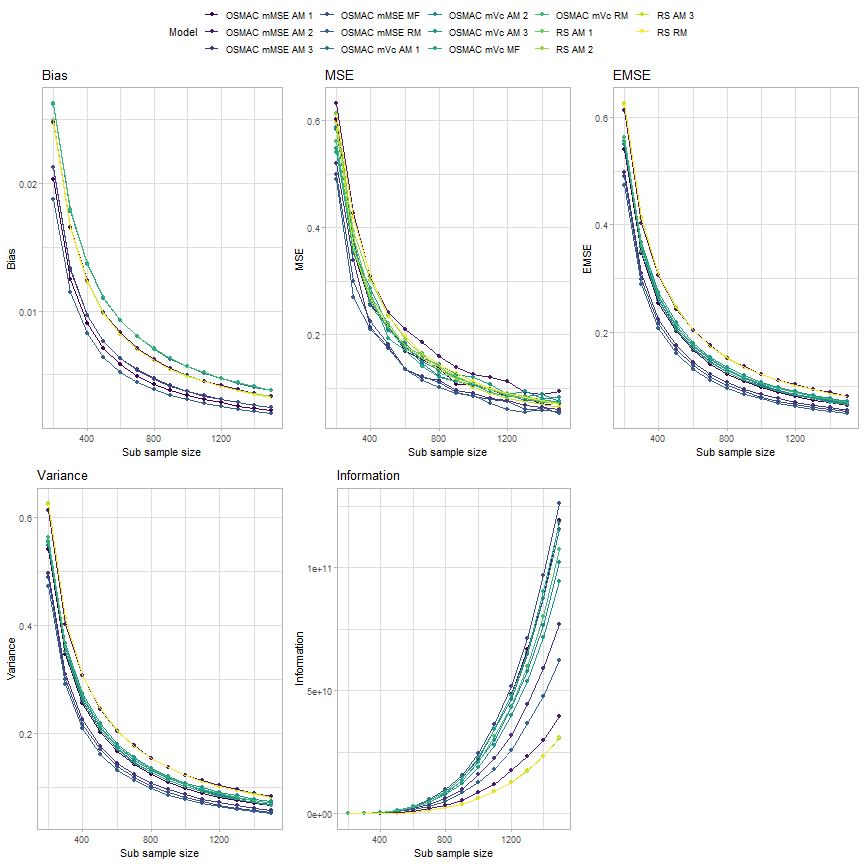 Model OSMAC mMSE AM 1 OSMAC mMSE MF OSMAC mVc AM 2 OSMAC mVc RM RS AM 3
OSMAC mMSE AM 2 OSMAC mMSE RM OSMAC mVc AM 3 RS AM 1 RS RM
OSMAC mMSE AM 3 OSMAC mVc AM 1 OSMAC mVc MF RS AM 2
Bias
0.02
0.01
Bias
400 800 1200
Sub sample size
MSE
0.6
0.4
0.2
MSE
400 800 1200
Sub sample size
EMSE
0.6
0.4
0.2
EMSE
400 800 1200
Sub sample size
Variance
0.6
0.4
0.2
Variance
400 800 1200
Sub sample size
Information
1e+11
5e+10
0e+00
Information
400 800 1200
Sub sample size